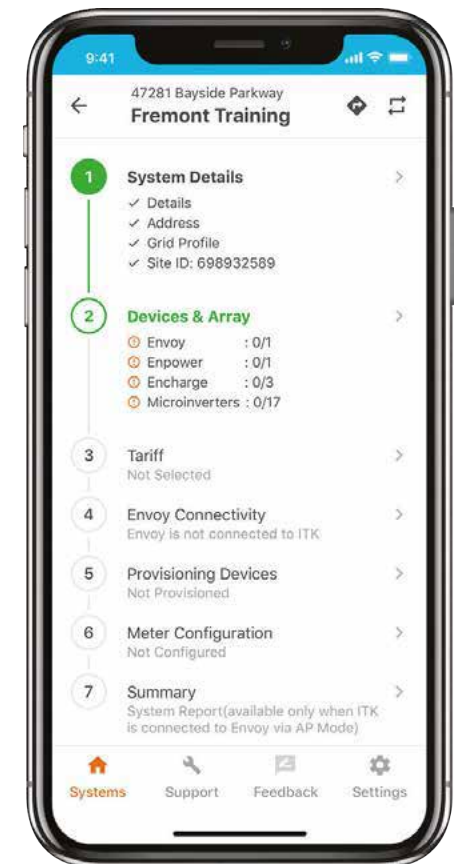 9:41
47281 Bayside Parkway
Fremont Training
1 System Details
Details
Address
Grid Profile
Site ID: 698932589
2 Devices & Array
Envoy : 0/1
Enpower : 0/1
Encharge : 0/3
Microinverters : 0/17
3 Tariff
Not Selected
4 Envoy Connectivity
Envoy is not connected to ITK
5 Provisioning Devices
Not Provisioned
6 Meter Configuration
Not Configured
7 Summary
System Report(available only when ITK
is connected to Envoy via AP Mode)
Systems Support Feedback Settings